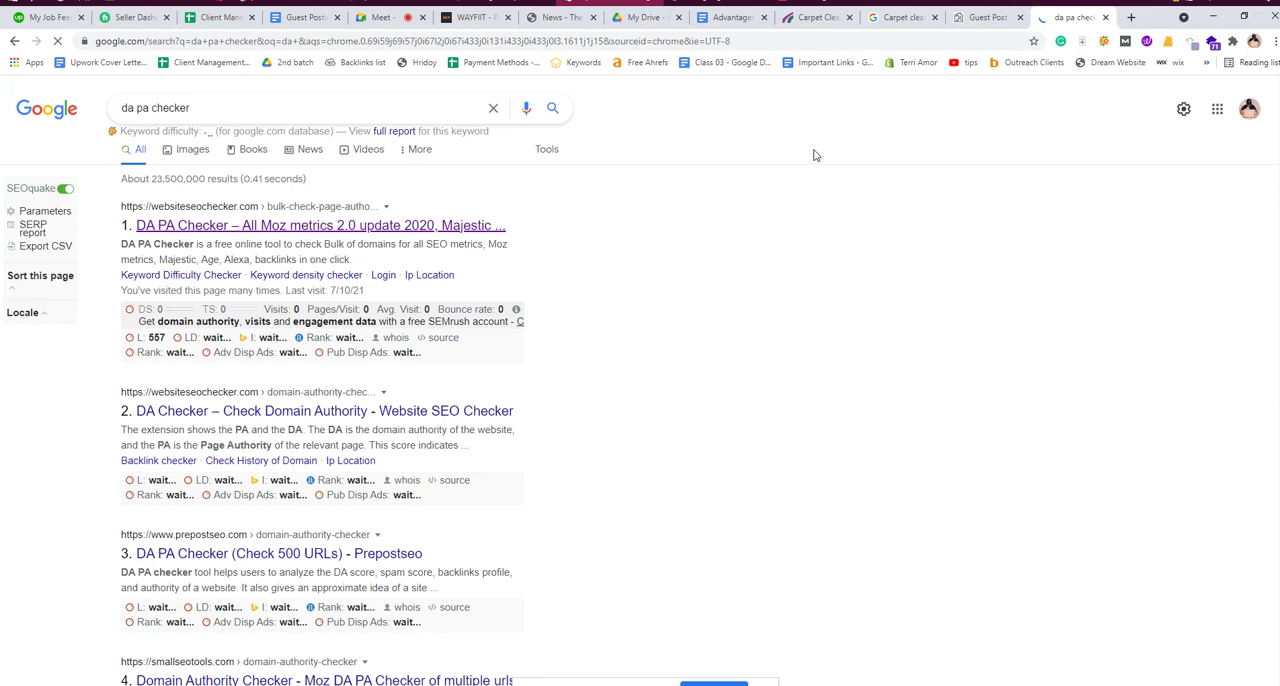 My Job Fee
Seller Dash
Client Man
Guest Post
Meet -
WAYFIIT - F
News - The
My Drive -
Advantage
Carpet Cle
Carpet clea
Guest Post
da pa check
google.com/search?q=da+pa+checker&oq=da+&aqs=chrome.0.69i59j69i57j0i67l2j0i67i433j0i131i433j0l3.1611j1j15&sourceid=chrome&ie=UTF-8
Apps
Upwork Cover Lette...
Client Management...
2nd batch
Backlinks list
Hridoy
Payment Methods -...
Keywords
Free Ahrefs
Class 03 - Google D...
Important Links - G...
Terri Amor
tips
Outreach Clients
Dream Website
wix
»
Reading list
Google
da pa checker
Keyword difficulty: (for google.com database) — View full report for this keyword
All
Images
Books
News
Videos
More
Tools
About 23,500,000 results (0.41 seconds)
SEOquake
Parameters
SERP report
Export CSV
Sort this page
Locale
https://websiteseochecker.com › bulk-check-page-autho...
1. DA PA Checker – All Moz metrics 2.0 update 2020, Majestic ...
DA PA Checker is a free online tool to check Bulk of domains for all SEO metrics, Moz
metrics, Majestic, Age, Alexa, backlinks in one click.
Keyword Difficulty Checker · Keyword density checker · Login · Ip Location
You've visited this page many times. Last visit: 7/10/21
DS: 0 TS: 0 Visits: 0 Pages/Visit: 0 Avg. Visit: 0 Bounce rate: 0
Get domain authority, visits and engagement data with a free SEMrush account - C
L: 557 LD: wait... I: wait... Rank: wait... whois source
Rank: wait... Adv Disp Ads: wait... Pub Disp Ads: wait...
https://websiteseochecker.com › domain-authority-chec...
2. DA Checker – Check Domain Authority - Website SEO Checker
The extension shows the PA and the DA. The DA is the domain authority of the website,
and the PA is the Page Authority of the relevant page. This score indicates ...
Backlink checker · Check History of Domain · Ip Location
L: wait... LD: wait... I: wait... Rank: wait... whois source
Rank: wait... Adv Disp Ads: wait... Pub Disp Ads: wait...
https://www.prepostseo.com › domain-authority-checker
3. DA PA Checker (Check 500 URLs) - Prepostseo
DA PA checker tool helps users to analyze the DA score, spam score, backlinks profile,
and authority of a website. It also gives an approximate idea of a site ...
L: wait... LD: wait... I: wait... Rank: wait... whois source
Rank: wait... Adv Disp Ads: wait... Pub Disp Ads: wait...
https://smallseotools.com › domain-authority-checker
4. Domain Authority Checker - Moz DA PA Checker of multiple urls